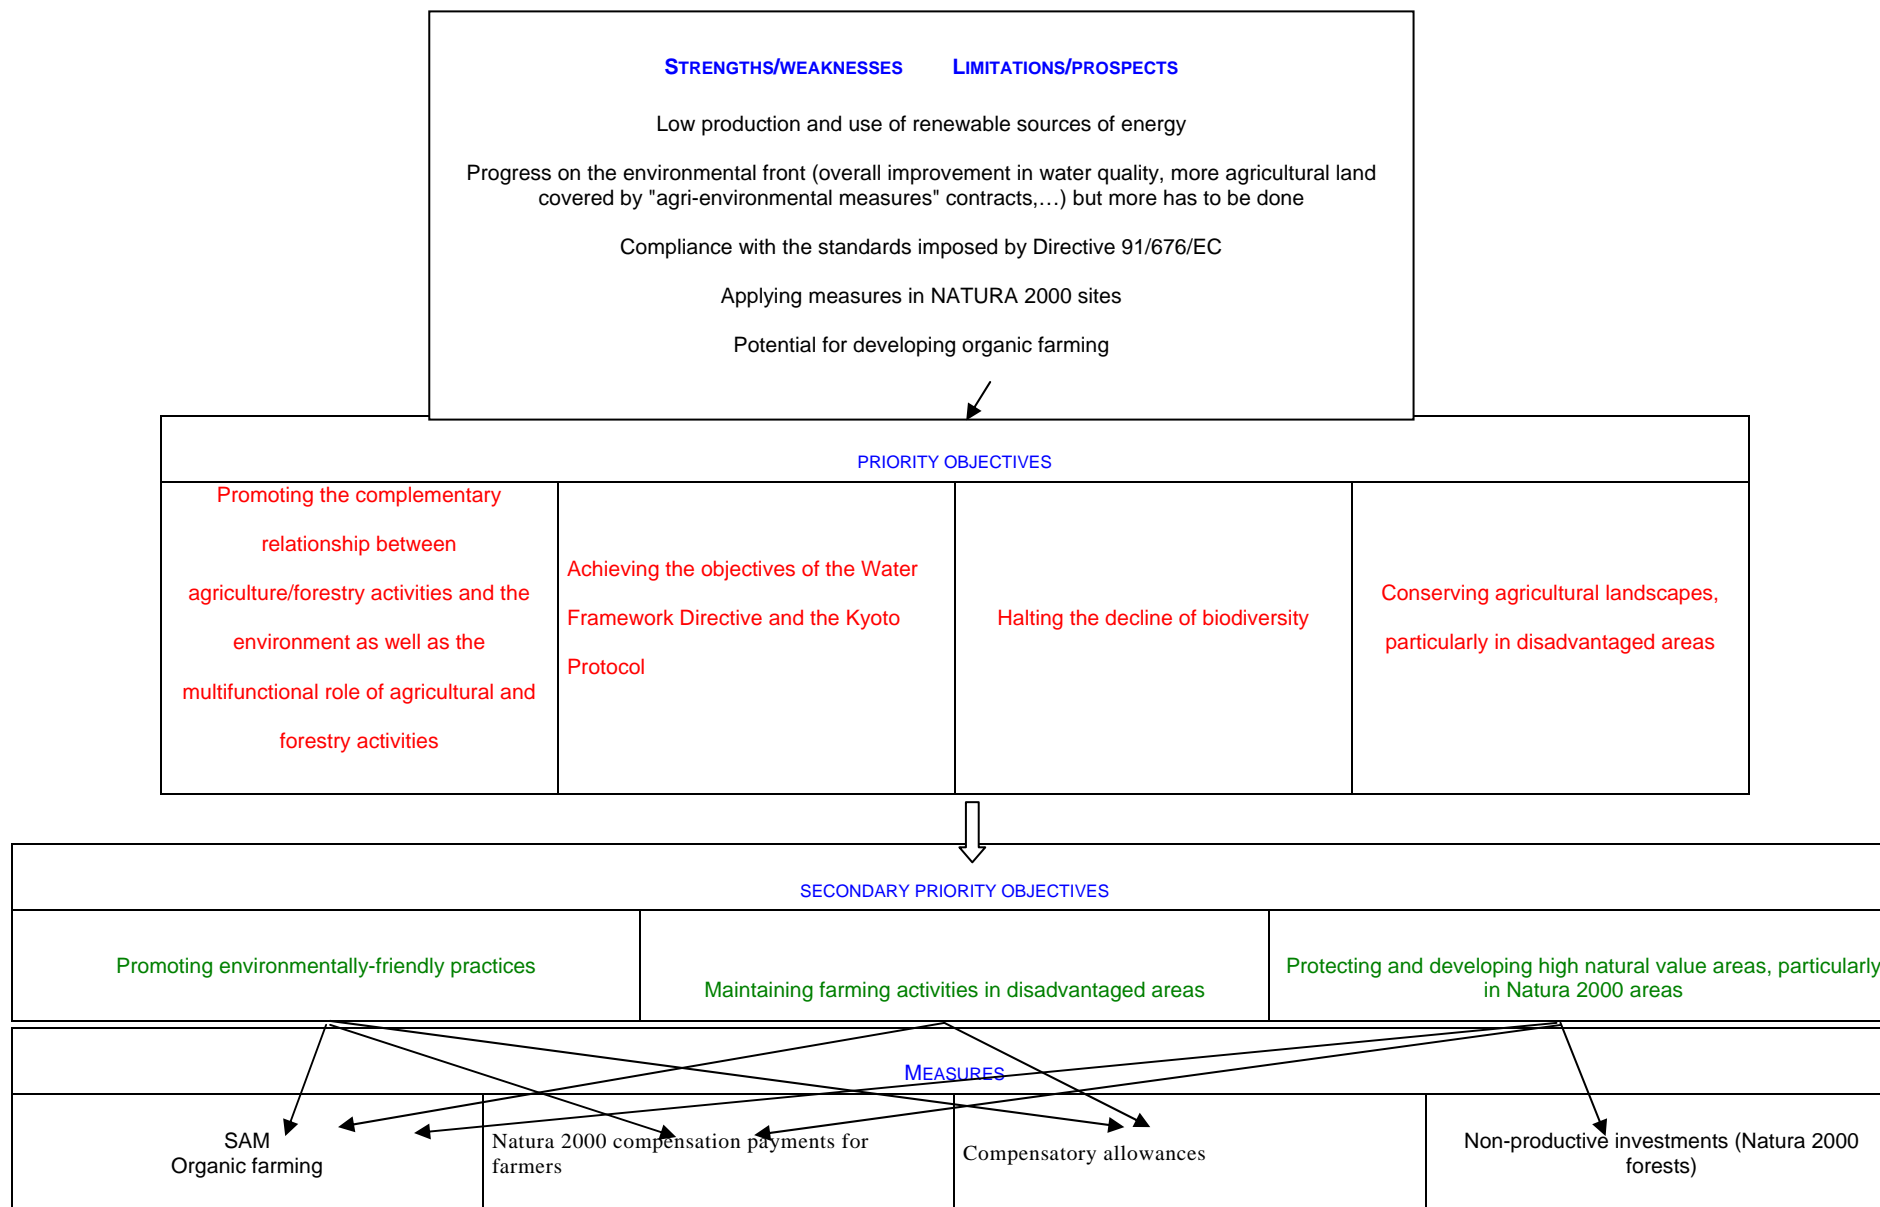 STRENGTHS/WEAKNESSES LIMITATIONS/PROSPECTS
Low production and use of renewable sources of energy
Progress on the environmental front (overall improvement in water quality, more agricultural land
covered by "agri-environmental measures" contracts,…) but more has to be done
Compliance with the standards imposed by Directive 91/676/EC
Applying measures in NATURA 2000 sites
Potential for developing organic farming
PRIORITY OBJECTIVES
Promoting the complementary
relationship between
agriculture/forestry activities and the
environment as well as the
multifunctional role of agricultural and
forestry activities
Achieving the objectives of the Water
Framework Directive and the Kyoto
Protocol
Halting the decline of biodiversity
Conserving agricultural landscapes,
particularly in disadvantaged areas
SECONDARY PRIORITY OBJECTIVES
Promoting environmentally-friendly practices
Maintaining farming activities in disadvantaged areas
Protecting and developing high natural value areas, particularly
in Natura 2000 areas
MEASURES
SAM
Organic farming
Natura 2000 compensation payments for
farmers
Compensatory allowances
Non-productive investments (Natura 2000
forests)